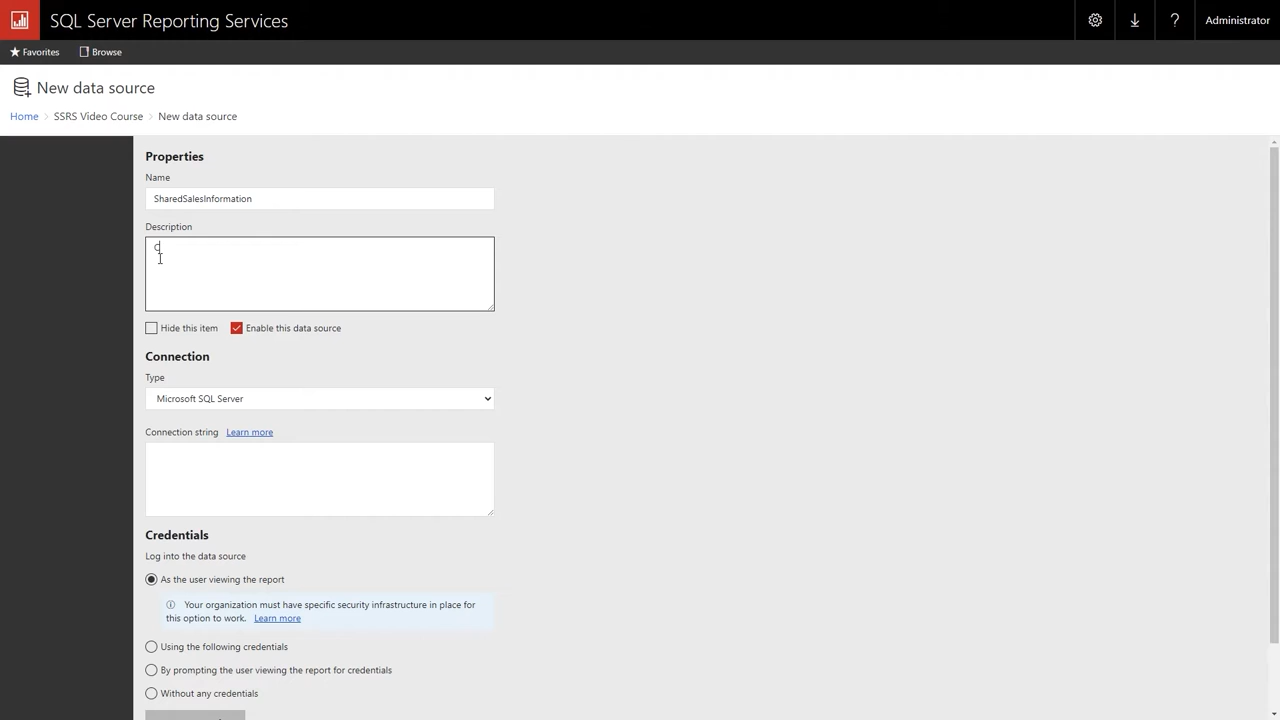 SQL Server Reporting Services
Administrator
Favorites
Browse
New data source
Home > SSRS Video Course > New data source
Properties
Name
SharedSalesInformation
Description
C
Hide this item
Enable this data source
Connection
Type
Microsoft SQL Server
Connection string Learn more
Credentials
Log into the data source
As the user viewing the report
Your organization must have specific security infrastructure in place for
this option to work. Learn more
Using the following credentials
By prompting the user viewing the report for credentials
Without any credentials